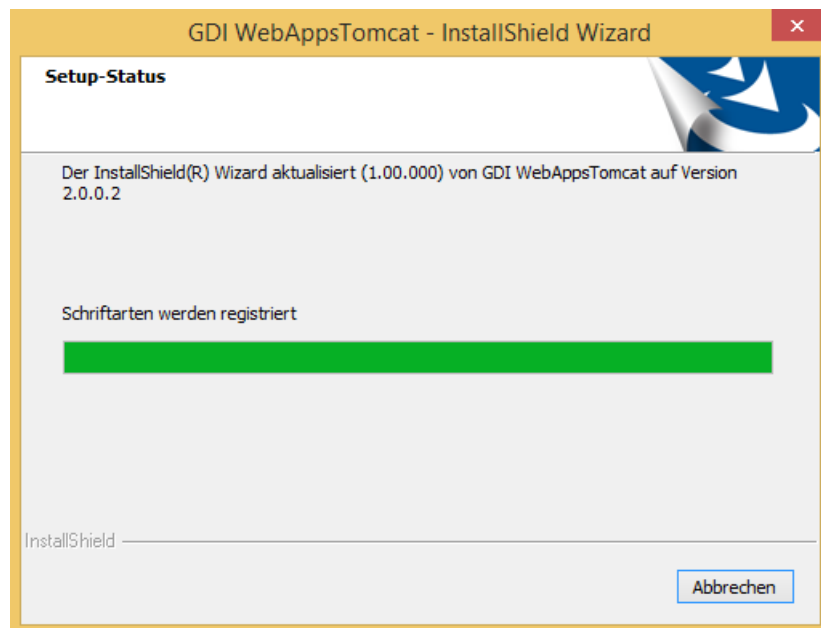 GDI WebAppsTomcat - InstallShield Wizard
Setup-Status
Der InstallShield(R) Wizard aktualisiert (1.00.000) von GDI WebAppsTomcat auf Version
2.0.0.2
Schriftarten werden registriert
InstallShield
Abbrechen